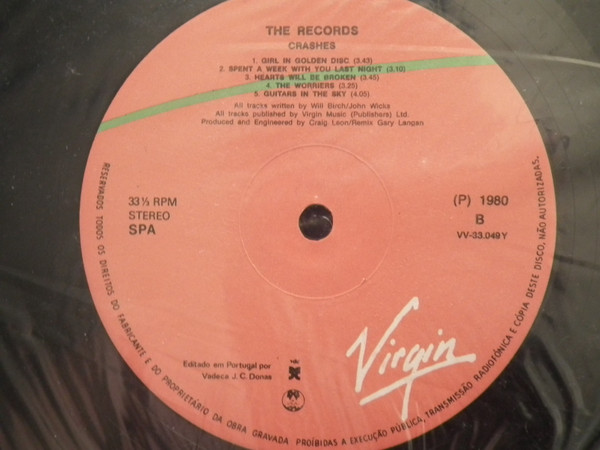 THE RECORDS
CRASHES
1. GIRL IN GOLDEN DISC (3.43)
2. SPENT A WEEK WITH YOU LAST NIGHT (3.10)
3. HEARTS WILL BE BROKEN (3.45)
4. THE WORRIERS (3.25)
5. GUITARS IN THE SKY (4.05)
All tracks written by Will Birch/John Wicks
All tracks published by Virgin Music (Publishers) Ltd.
Produced and Engineered by Craig Leon/Remix Gary Langan
33⅓ RPM
STEREO
SPA
(P) 1980
B
VV-33.049Y
Virgin
Editado em Portugal por
Vadeca J.C. Donas
RESERVADOS TODOS OS DIREITOS DO FABRICANTE E DO PROPRIETÁRIO DA OBRA GRAVADA PROÍBIDAS A EXECUÇÃO PÚBLICA, TRANSMISSÃO RADIOFÓNICA E CÓPIA DESTE DISCO, NÃO AUTORIZADAS.